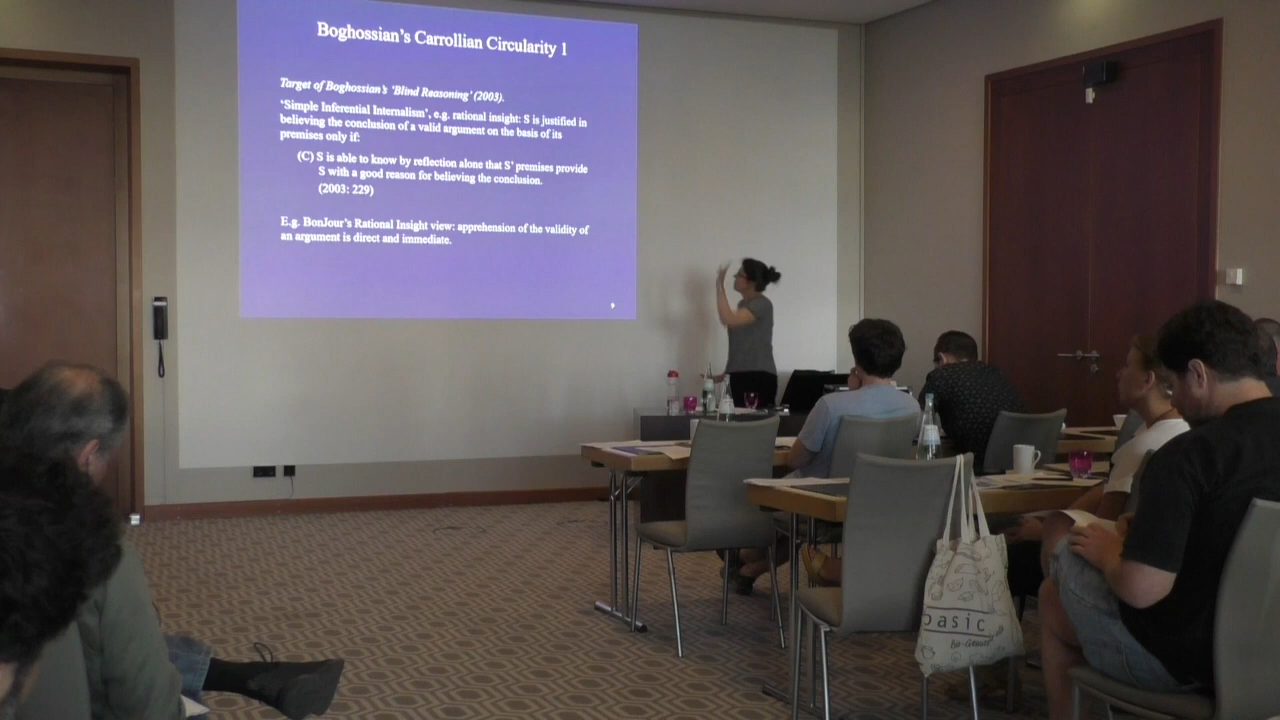 Boghossian's Carrollian Circularity 1
Target of Boghossian's 'Blind Reasoning' (2003).
'Simple Inferential Internalism', e.g. rational insight: S is justified in
believing the conclusion of a valid argument on the basis of its
premises only if:
(C) S is able to know by reflection alone that S' premises provide
S with a good reason for believing the conclusion.
(2003: 229)
E.g. BonJour's Rational Insight view: apprehension of the validity of
an argument is direct and immediate.
9
basic